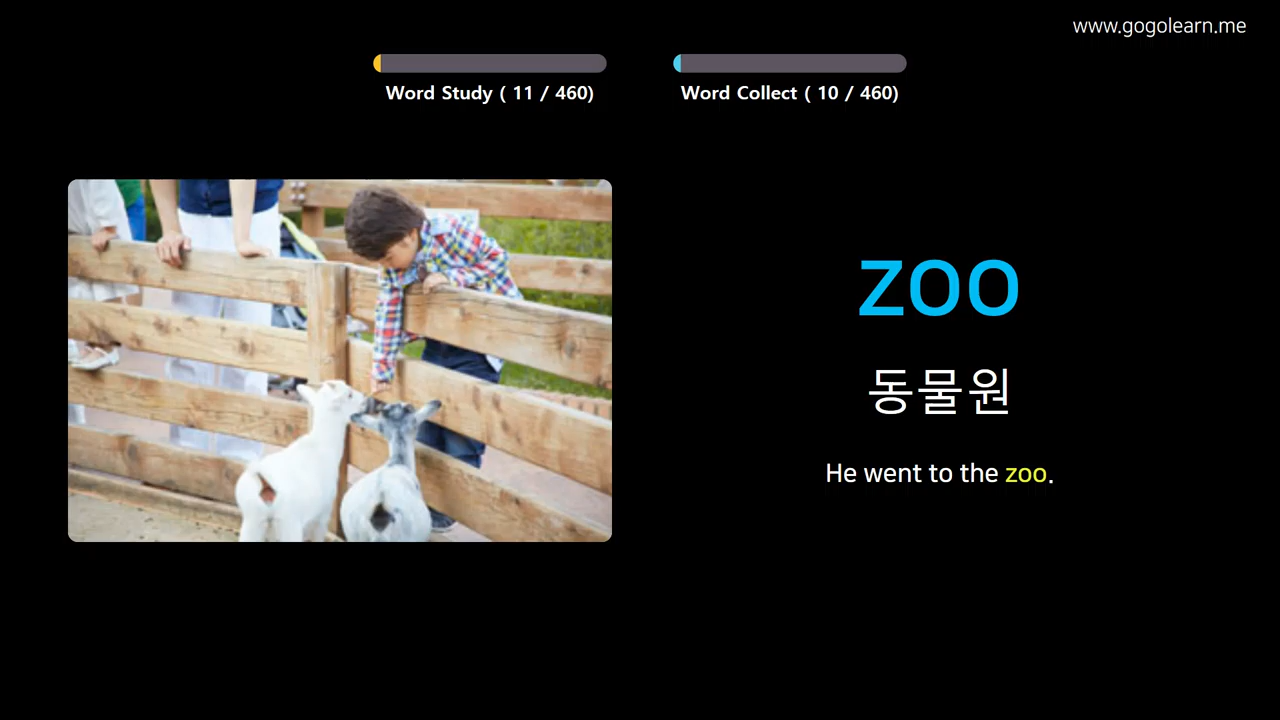 www.gogolearn.me
Word Study ( 11 / 460)
Word Collect ( 10 / 460)
zoo
동물원
He went to the zoo.